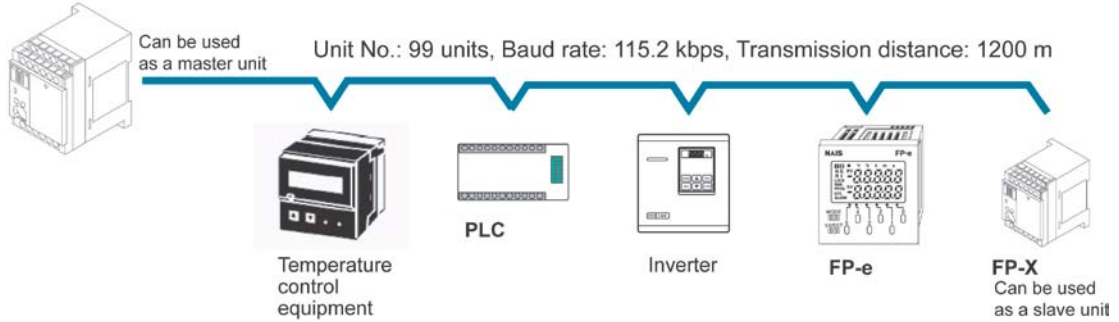 Can be used
as a master unit
Unit No.: 99 units, Baud rate: 115.2 kbps, Transmission distance: 1200 m
NAIS FP-e
PLC
Temperature
control
equipment
Inverter
FP-e
FP-X
Can be used
as a slave unit